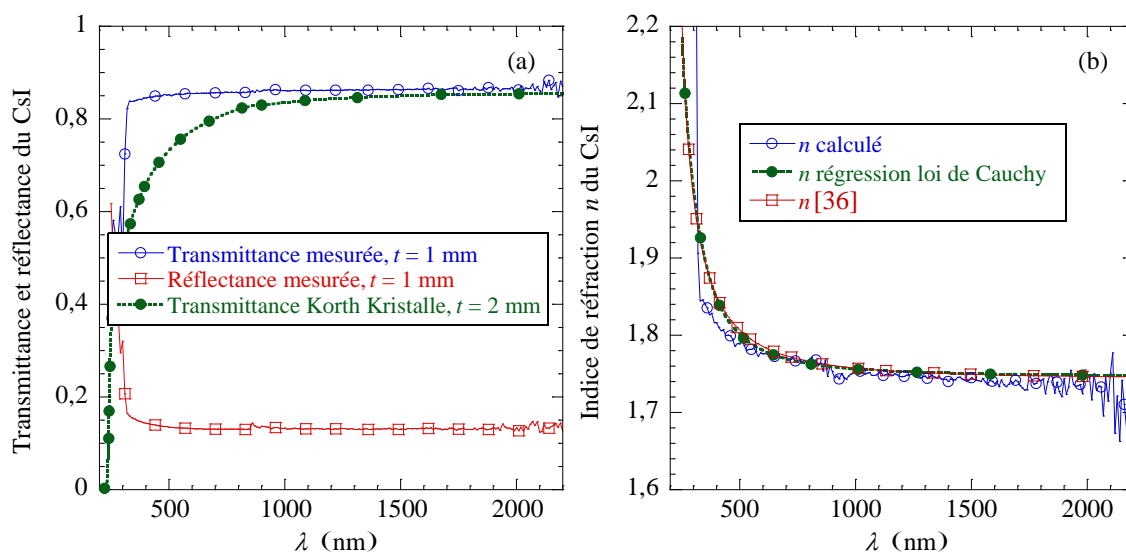 Transmittance et réflectance du CsI
1
0,8
0,6
0,4
0,2
0
(a)
Transmittance mesurée, t = 1 mm
Réflectance mesurée, t = 1 mm
Transmittance Korth Kristalle, t = 2 mm
500 1000 1500 2000
λ (nm)
Indice de réfraction n du CsI
2,2
2,1
2
1,9
1,8
1,7
1,6
(b)
n calculé
n régression loi de Cauchy
n [36]
500 1000 1500 2000
λ (nm)